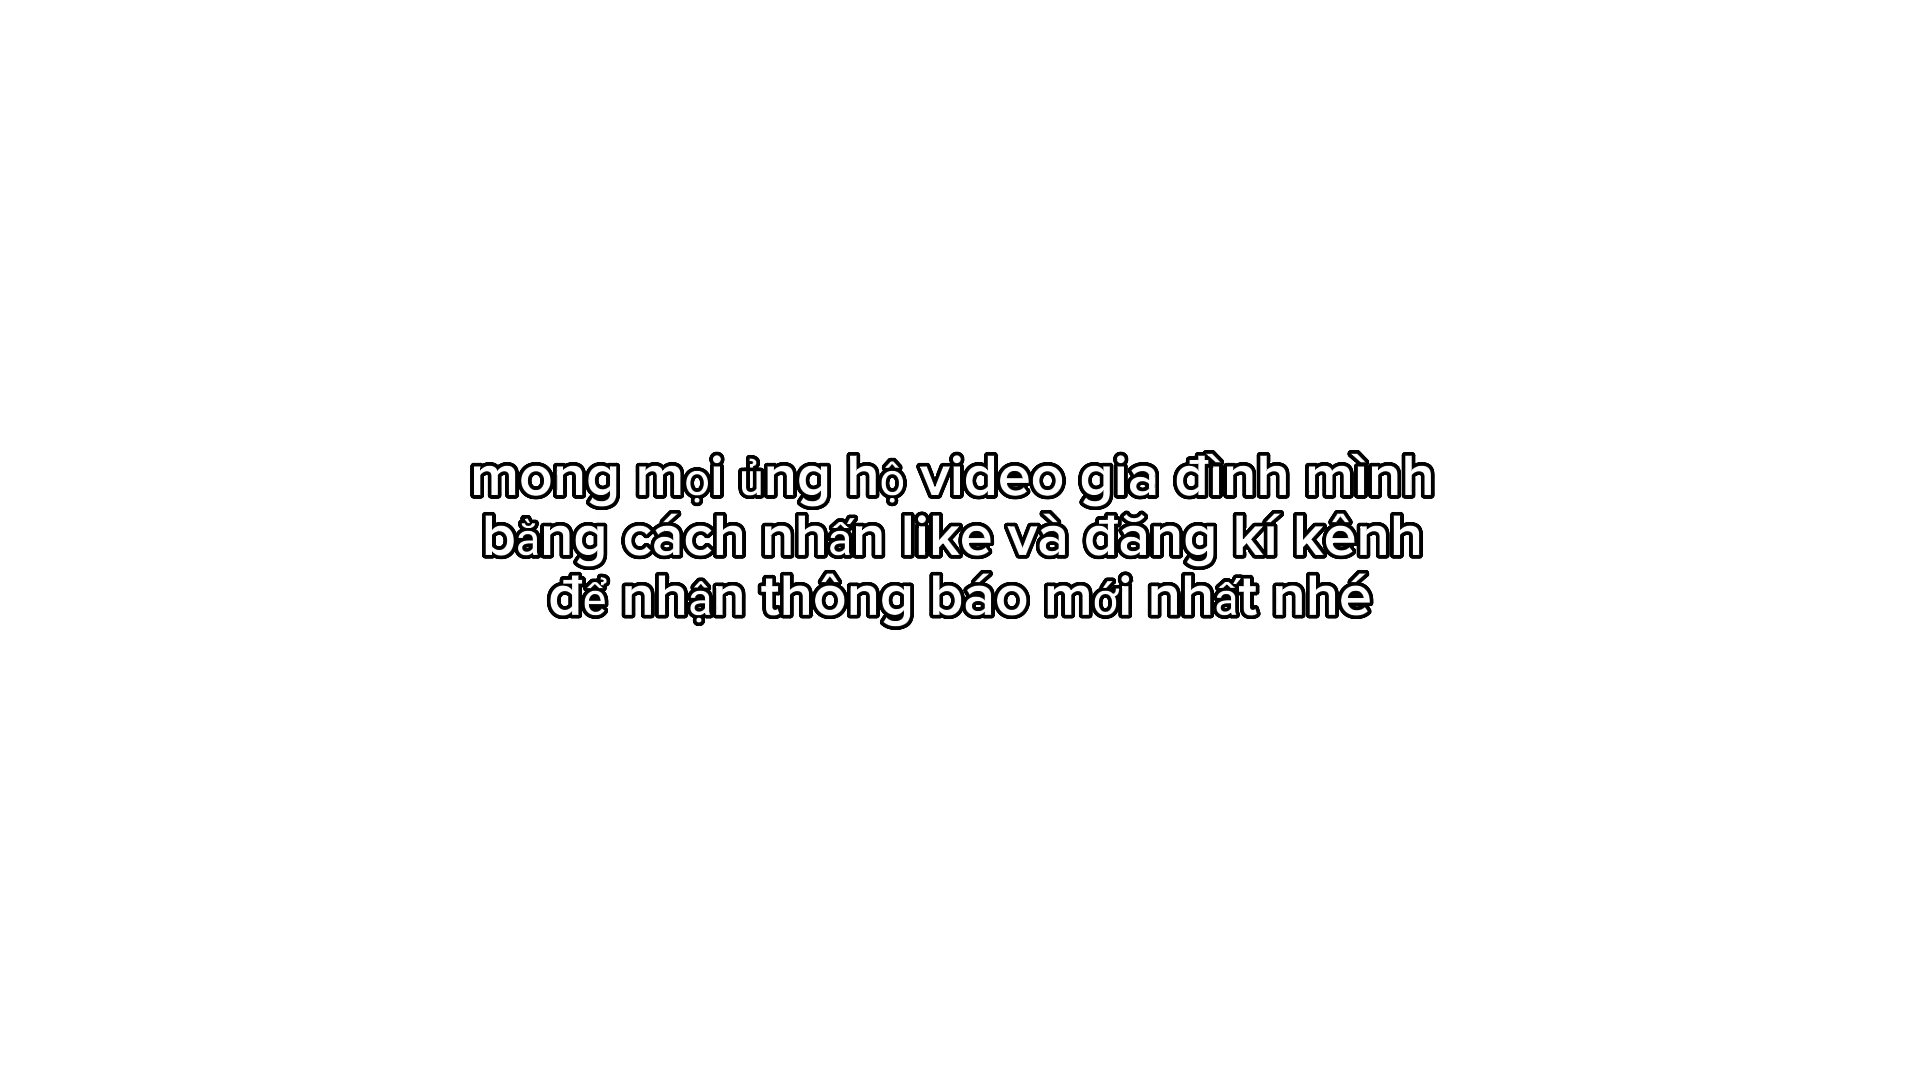 mong mọi ủng hộ video gia đình mình
bằng cách nhấn like và đăng kí kênh
để nhận thông báo mới nhất nhé